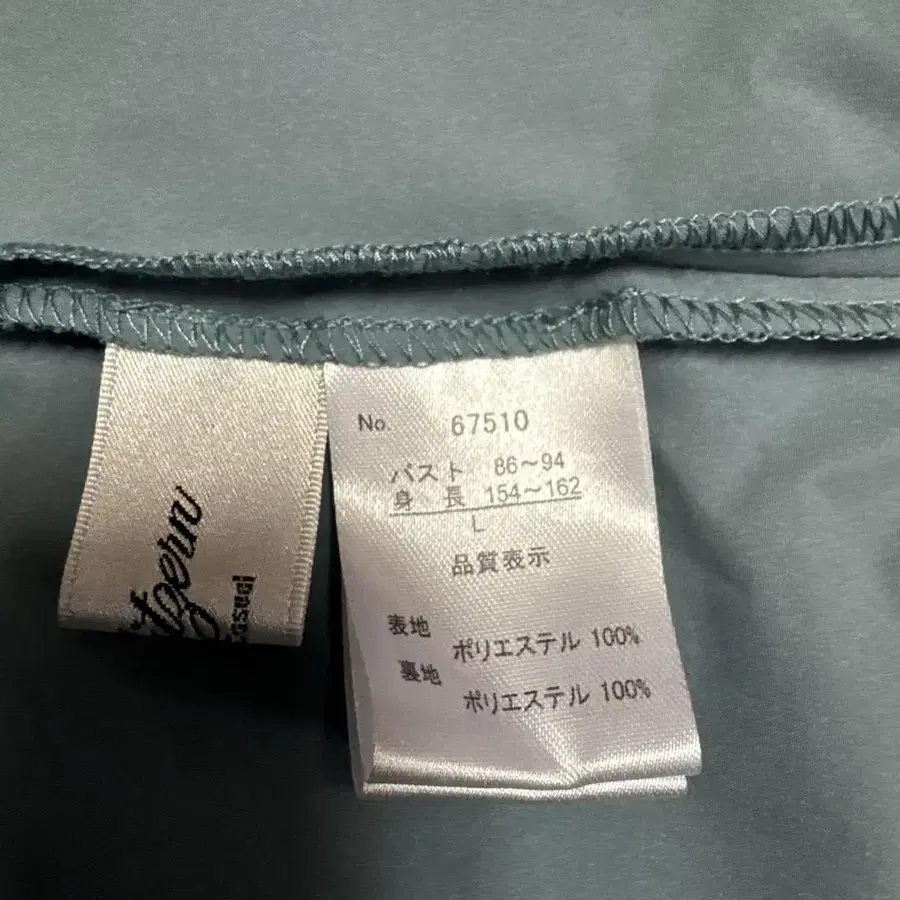 No. 67510
バスト 86～94
身長 154～162
L
品質表示
表地
ポリエステル 100%
裏地
ポリエステル 100%